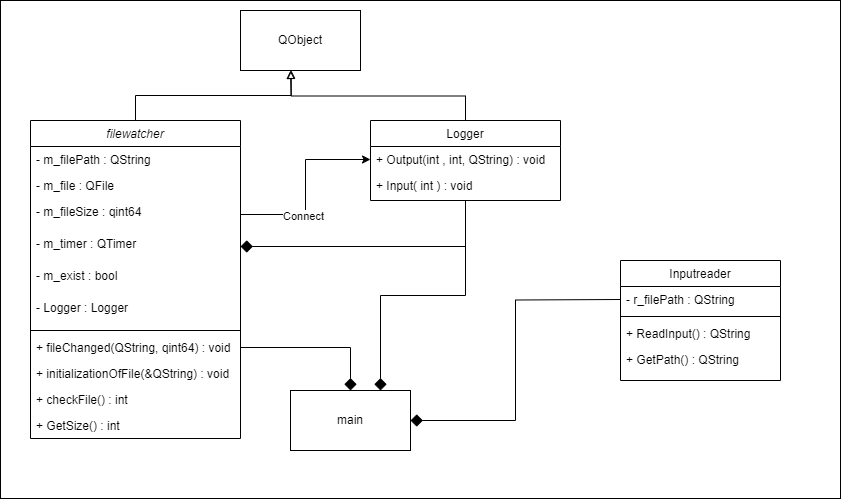 QObject
filewatcher
- m_filePath : QString
- m_file : QFile
- m_fileSize : qint64
- m_timer : QTimer
- m_exist : bool
- Logger : Logger
+ fileChanged(QString, qint64) : void
+ initializationOfFile(&QString) : void
+ checkFile() : int
+ GetSize() : int
Logger
+ Output(int , int, QString) : void
+ Input( int ) : void
Connect
Inputreader
- r_filePath : QString
+ ReadInput() : QString
+ GetPath() : QString
main